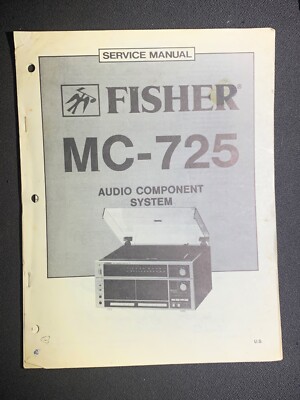 SERVICE MANUAL
FISHER®
MC-725
AUDIO COMPONENT
SYSTEM